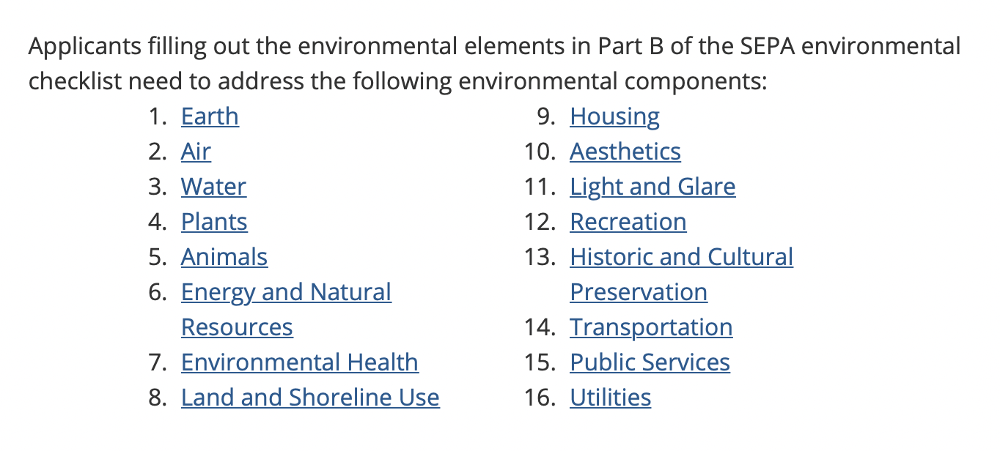 Applicants filling out the environmental elements in Part B of the SEPA environmental
checklist need to address the following environmental components:
1. Earth
2. Air
3. Water
4. Plants
5. Animals
6. Energy and Natural
Resources
7. Environmental Health
8. Land and Shoreline Use
9. Housing
10. Aesthetics
11. Light and Glare
12. Recreation
13. Historic and Cultural
Preservation
14. Transportation
15. Public Services
16. Utilities